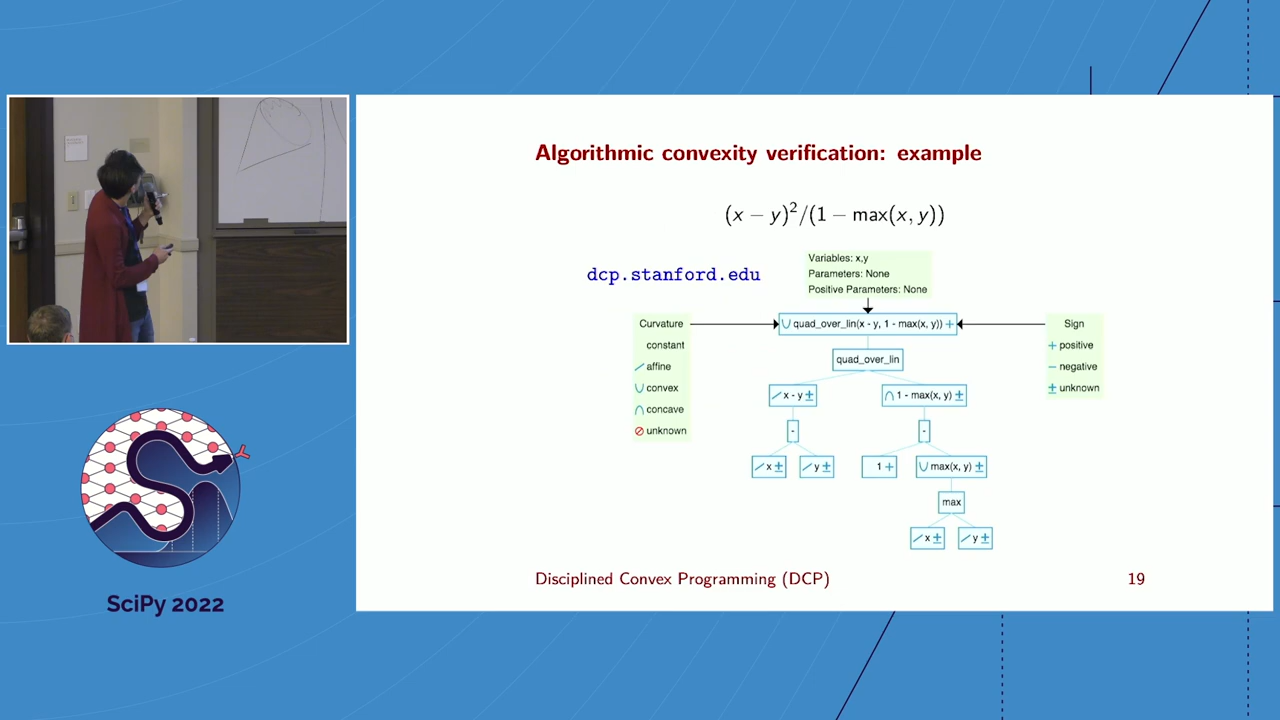 Algorithmic convexity verification: example
(x − y)²/(1 − max(x, y))
dcp.stanford.edu
Variables: x,y
Parameters: None
Positive Parameters: None
Curvature
constant
affine
convex
concave
unknown
∪ quad_over_lin(x - y, 1 - max(x, y)) +
Sign
+ positive
− negative
± unknown
quad_over_lin
x - y ±
∩ 1 - max(x, y) ±
-
-
x ±
y ±
1 +
∪ max(x, y) ±
max
x ±
y ±
Disciplined Convex Programming (DCP)
19
SciPy 2022